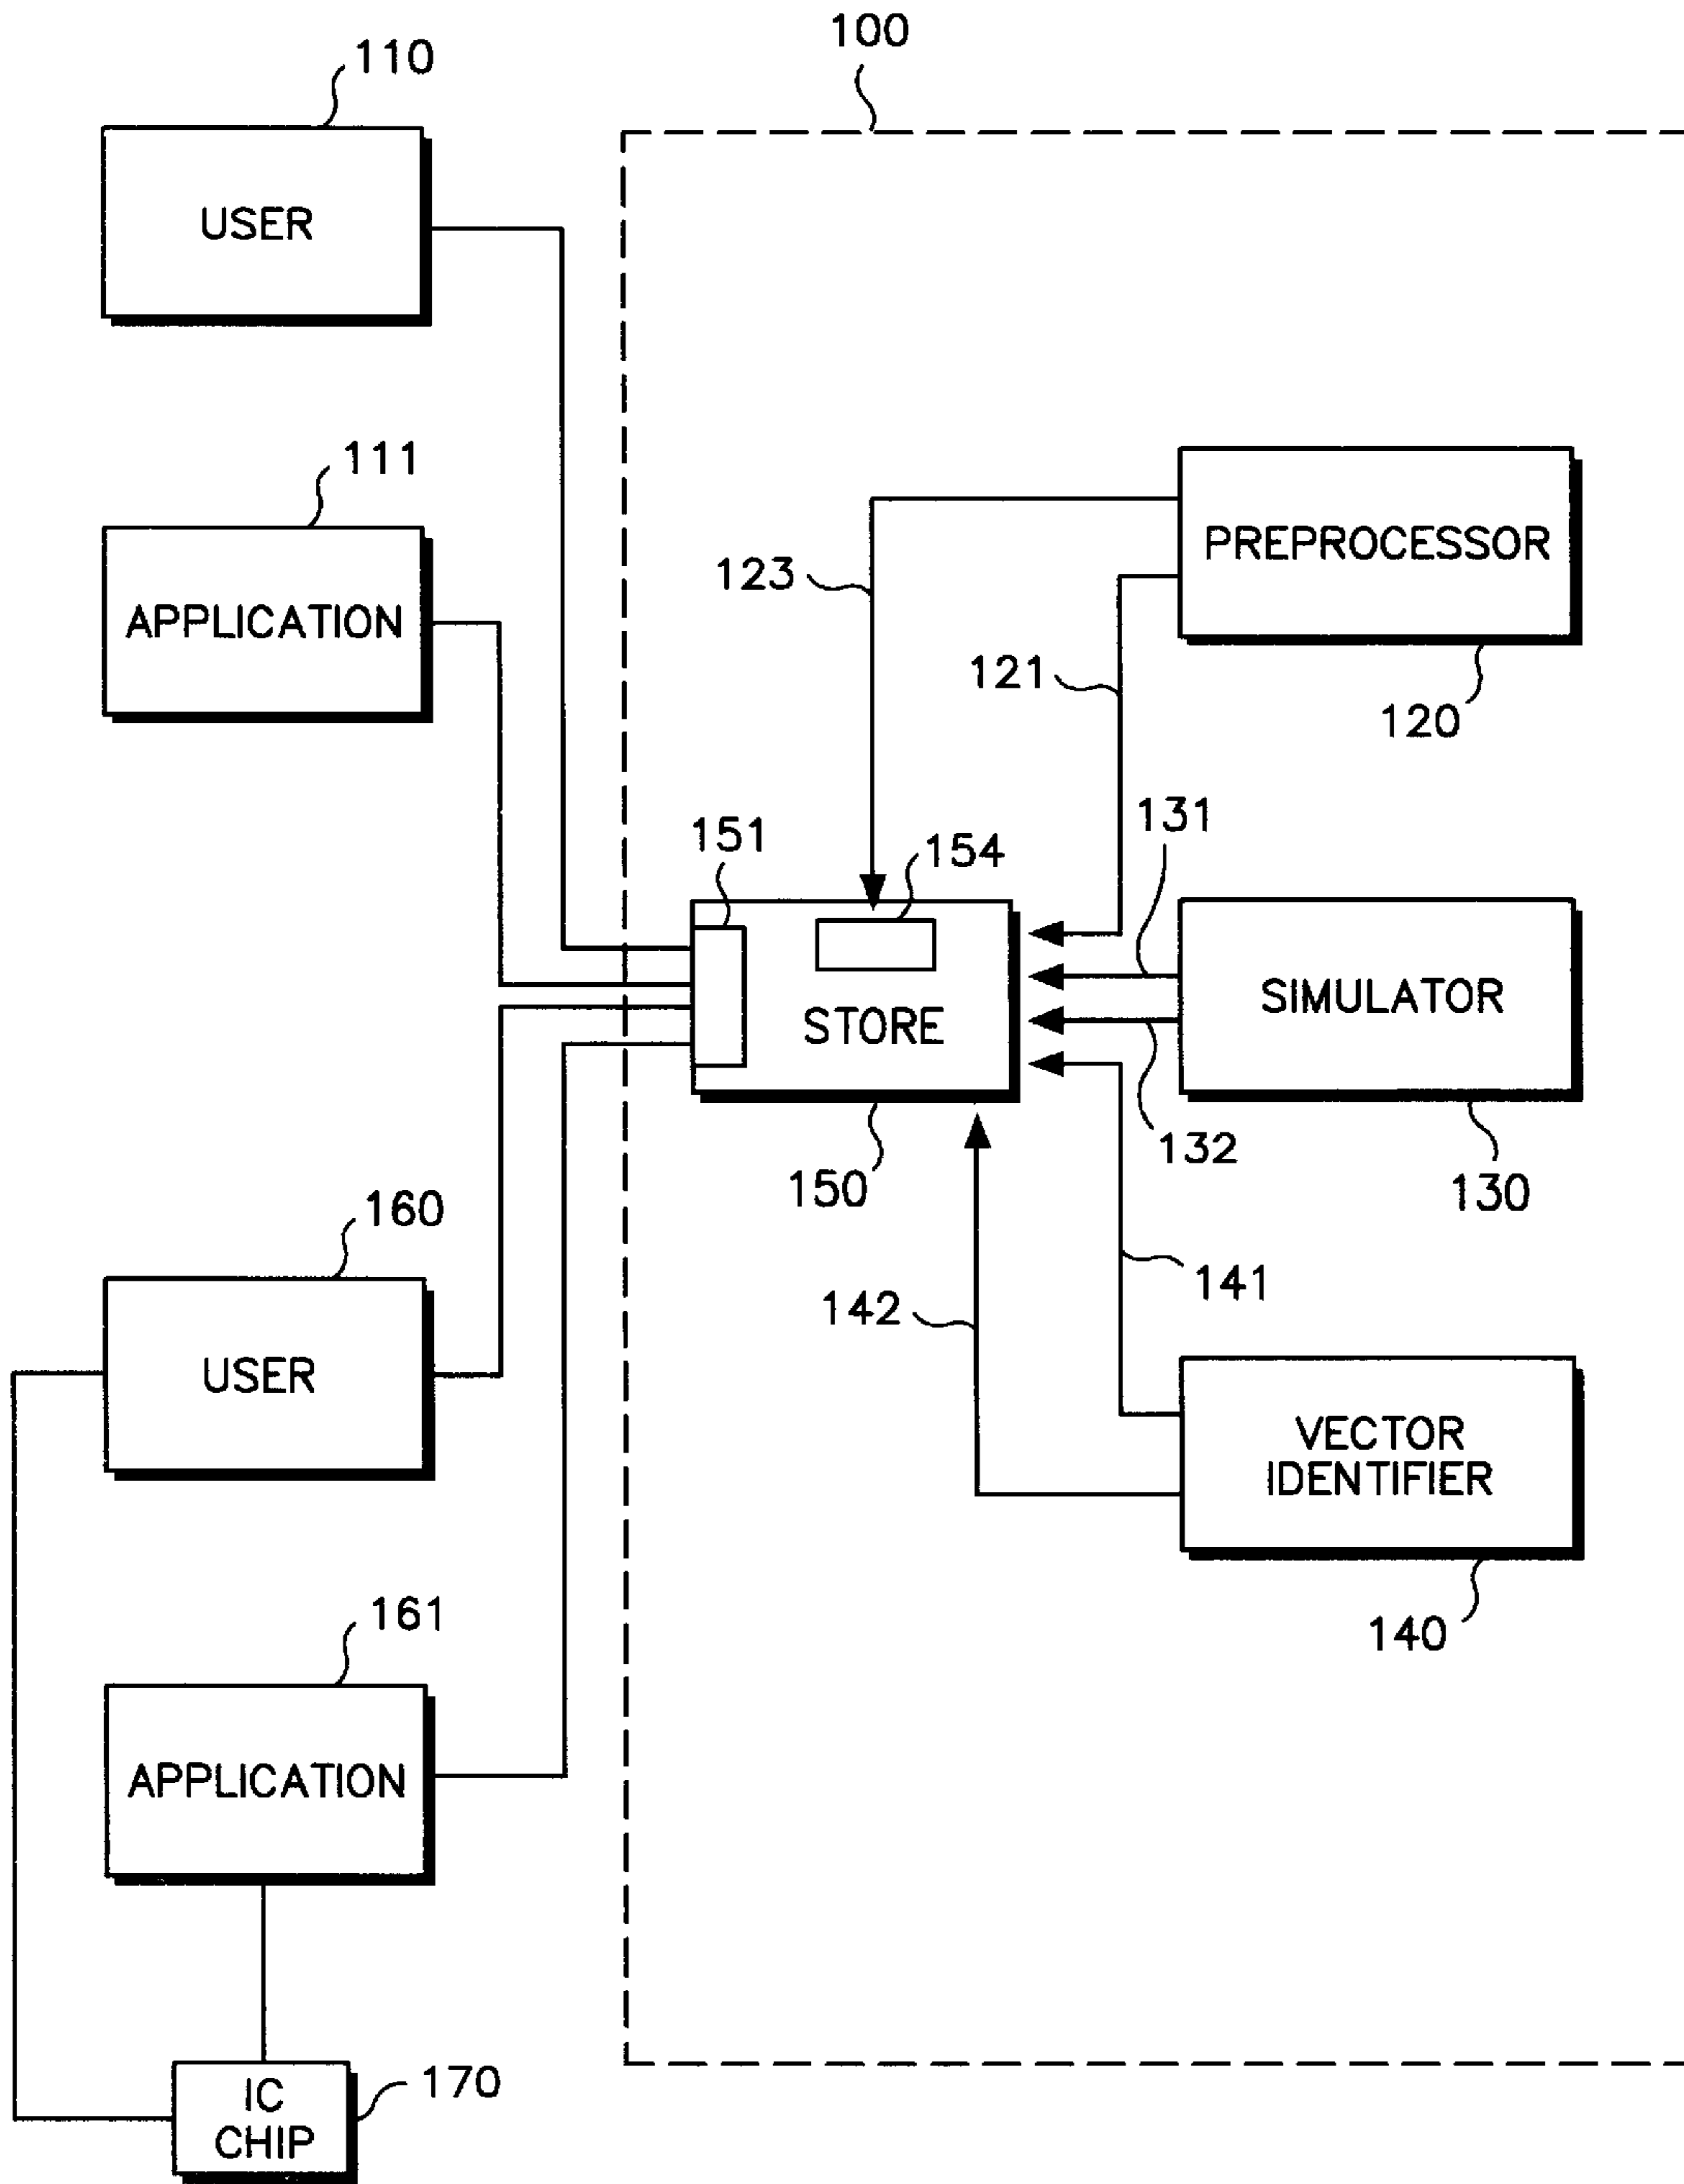 100
110
USER
111
APPLICATION
PREPROCESSOR
123
121
120
131
151
154
SIMULATOR
STORE
132
150
130
160
141
142
USER
VECTOR
IDENTIFIER
161
140
APPLICATION
170
IC
CHIP